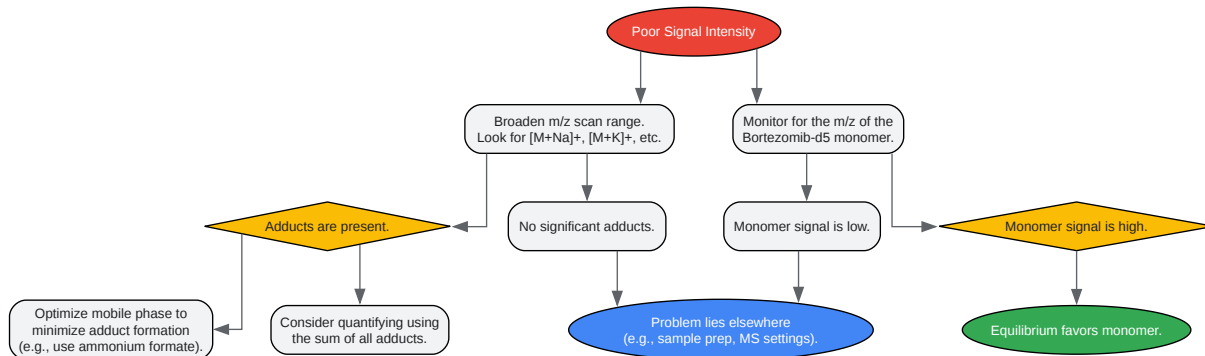 Poor Signal Intensity
Broaden m/z scan range.
Look for [M+Na]+, [M+K]+, etc.
Monitor for the m/z of the
Bortezomib-d5 monomer.
Adducts are present.
No significant adducts.
Monomer signal is low.
Monomer signal is high.
Optimize mobile phase to
minimize adduct formation
(e.g., use ammonium formate).
Consider quantifying using
the sum of all adducts.
Problem lies elsewhere
(e.g., sample prep, MS settings).
Equilibrium favors monomer.